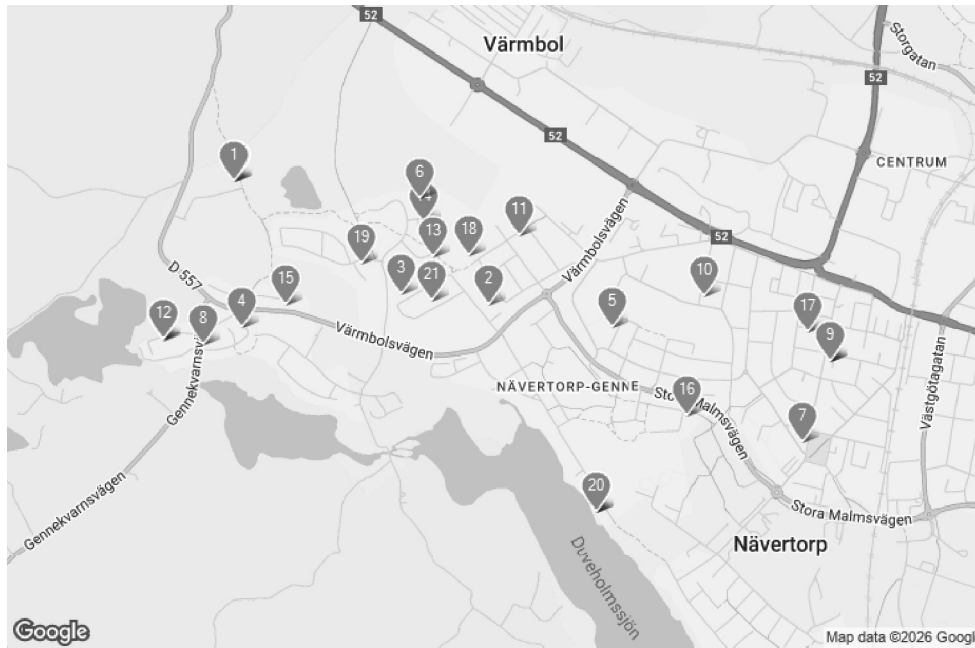 52
Värmbol
Storgatan
52
52
CENTRUM
1
6
11
13
18
19
52
Värmbolsvägen
D 557
3
21
2
10
15
5
4
12
8
17
9
Värmbolsvägen
Gennekvarnsv
NÄVERTORP-GENNE
16
Stora Malmsvägen
7
Västgötagatan
Gennekvarnsvägen
20
Stora Malmsvägen
Nävertorp
Duveholmssjön
Google
Map data ©2026 Google